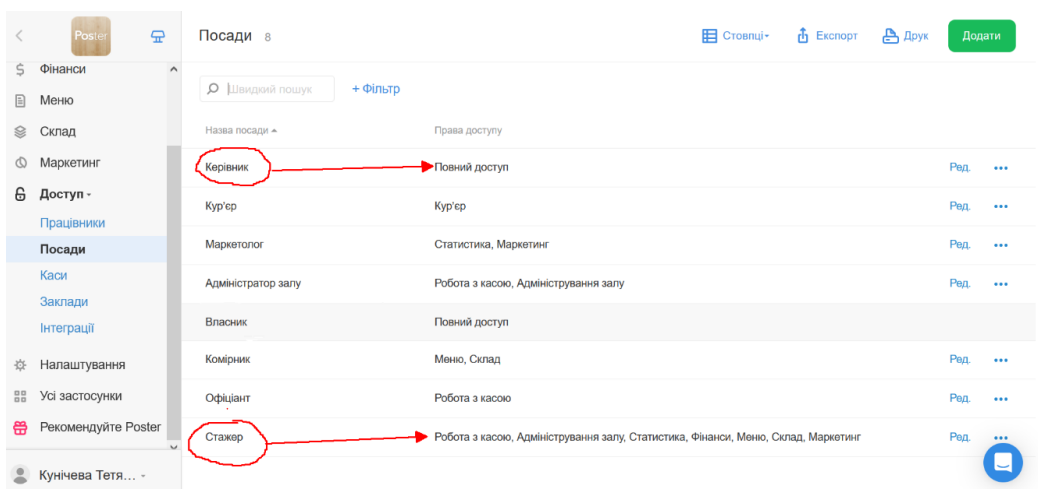 Poster
Посади 8
Стовпці
Експорт
Друк
Додати
Фінанси
Меню
Склад
Маркетинг
Доступ
Працівники
Посади
Каси
Заклади
Інтеграції
Налаштування
Усі застосунки
Рекомендуйте Poster
Кунічева Тетя...
Швидкий пошук
+ Фільтр
Назва посади Права доступу
Керівник Повний доступ Ред.
Кур'єр Кур'єр Ред.
Маркетолог Статистика, Маркетинг Ред.
Адміністратор залу Робота з касою, Адміністрування залу Ред.
Власник Повний доступ
Комірник Меню, Склад Ред.
Офіціант Робота з касою Ред.
Стажер Робота з касою, Адміністрування залу, Статистика, Фінанси, Меню, Склад, Маркетинг Ред.